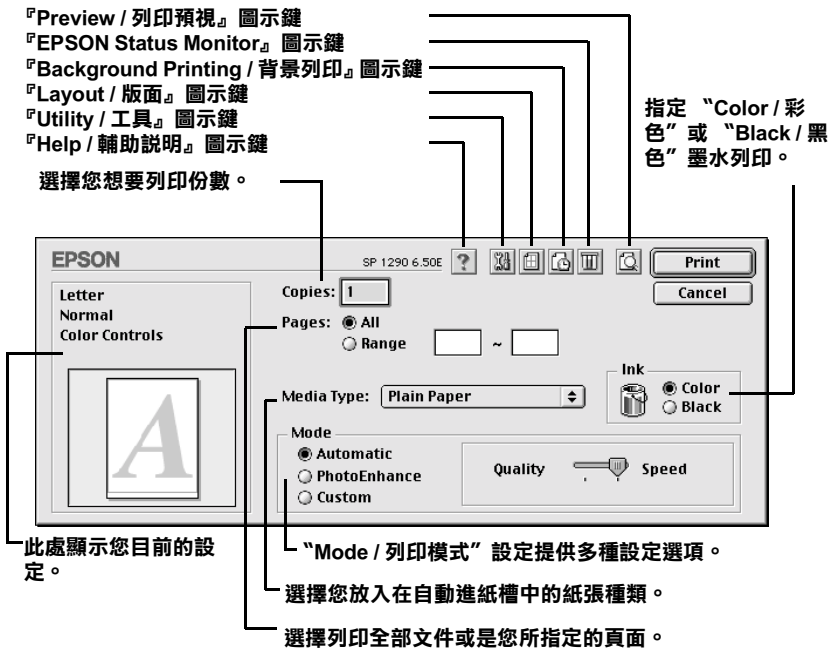 『Preview / 列印預視』圖示鍵
『EPSON Status Monitor』圖示鍵
『Background Printing / 背景列印』圖示鍵
『Layout / 版面』圖示鍵
『Utility / 工具』圖示鍵
『Help / 輔助説明』圖示鍵
選擇您想要列印份數。
指定〝Color / 彩
色〞或〝Black / 黑
色〞墨水列印。
EPSON
SP 1290 6.50E
?
Print
Cancel
Letter
Normal
Color Controls
A
Copies: 1
Pages: All
Range ~
Media Type: Plain Paper
Ink
Color
Black
Mode
Automatic
PhotoEnhance
Custom
Quality Speed
此處顯示您目前的設
定。
〝Mode / 列印模式〞設定提供多種設定選項。
選擇您放入在自動進紙槽中的紙張種類。
選擇列印全部文件或是您所指定的頁面。